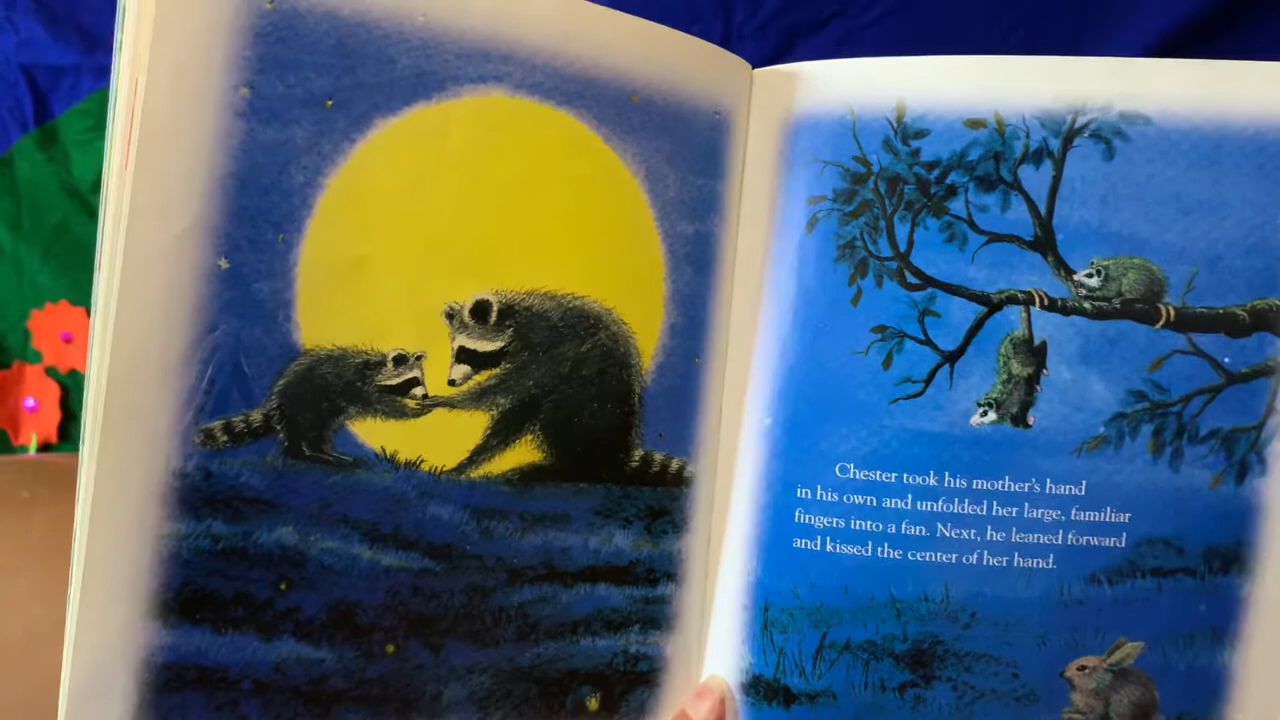 Chester took his mother's hand
in his own and unfolded her large, familiar
fingers into a fan. Next, he leaned forward
and kissed the center of her hand.